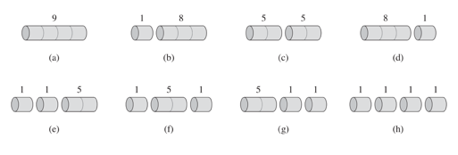 9 1 8 5 5 8 1
(a) (b) (c) (d)
1 1 5 1 5 1 5 1 1 1 1 1 1
(e) (f) (g) (h)